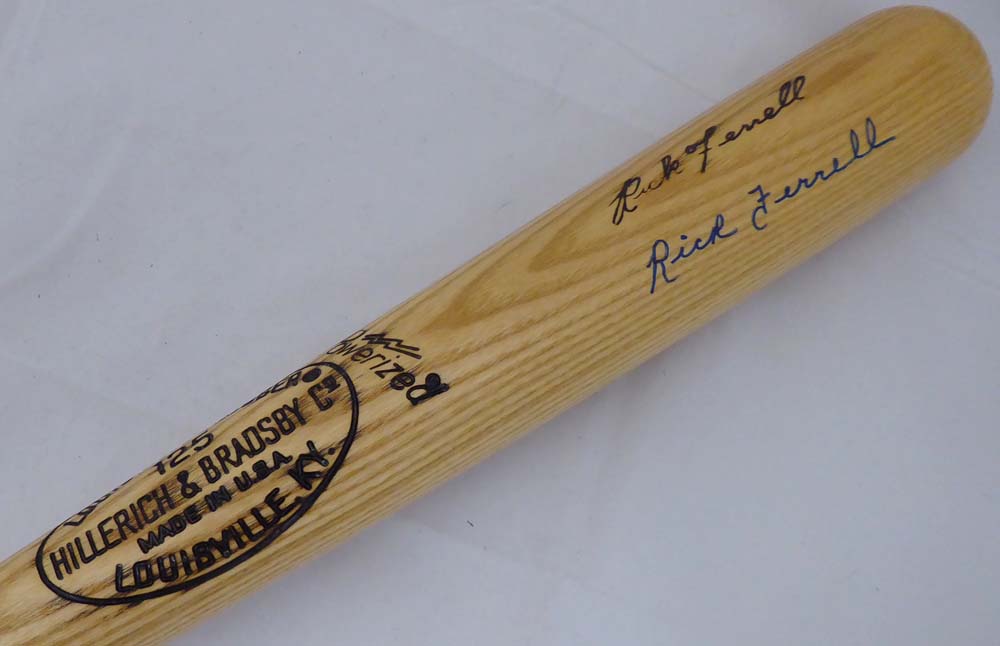 Rick Ferrell
Rick Ferrell
Powerized
125
HILLERICH & BRADSBY Cº
MADE IN U.S.A.
LOUISVILLE, KY.